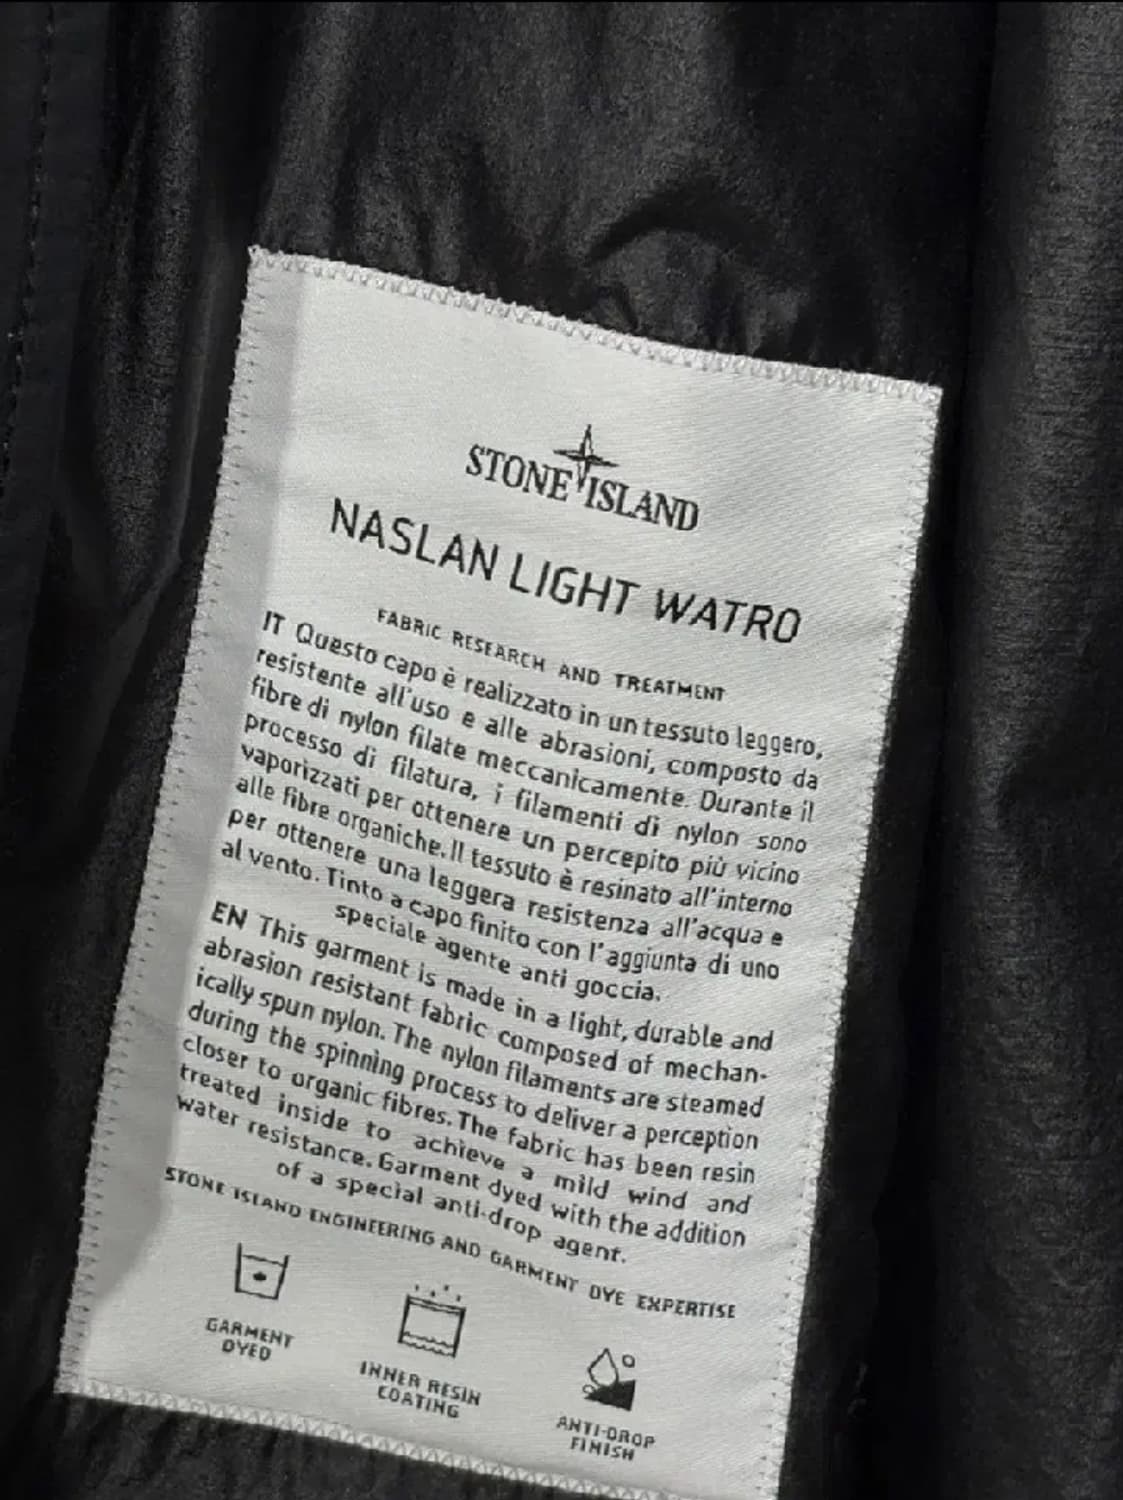 STONE ISLAND
NASLAN LIGHT WATRO
FABRIC RESEARCH AND TREATMENT
IT Questo capo è realizzato in un tessuto leggero,
resistente all'uso e alle abrasioni, composto da
fibre di nylon filate meccanicamente. Durante il
processo di filatura, i filamenti di nylon sono
vaporizzati per ottenere un percepito più vicino
alle fibre organiche. Il tessuto è resinato all'interno
per ottenere una leggera resistenza all'acqua e
al vento. Tinto a capo finito con l'aggiunta di uno
speciale agente anti goccia.
EN This garment is made in a light, durable and
abrasion resistant fabric composed of mechan-
ically spun nylon. The nylon filaments are steamed
during the spinning process to deliver a perception
closer to organic fibres. The fabric has been resin
treated inside to achieve a mild wind and
water resistance. Garment dyed with the addition
of a special anti-drop agent.
STONE ISLAND ENGINEERING AND GARMENT DYE EXPERTISE
GARMENT
DYED
INNER RESIN
COATING
ANTI-DROP
FINISH